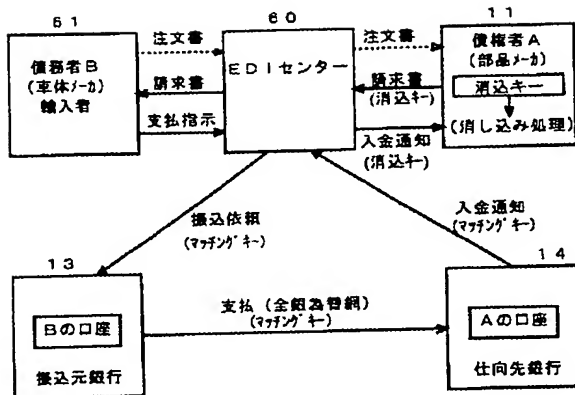 61
60
11
債務者B
(車体メーカ)
輸入者
注文書
請求書
支払指示
EDIセンター
注文書
請求書
(消込キー)
入金通知
(消込キー)
債権者A
(部品メーカ)
消込キー
(消し込み処理)
振込依頼
(マッチングキー)
入金通知
(マッチングキー)
13
14
Bの口座
振込元銀行
支払(全銀為替網)
(マッチングキー)
Aの口座
仕向先銀行